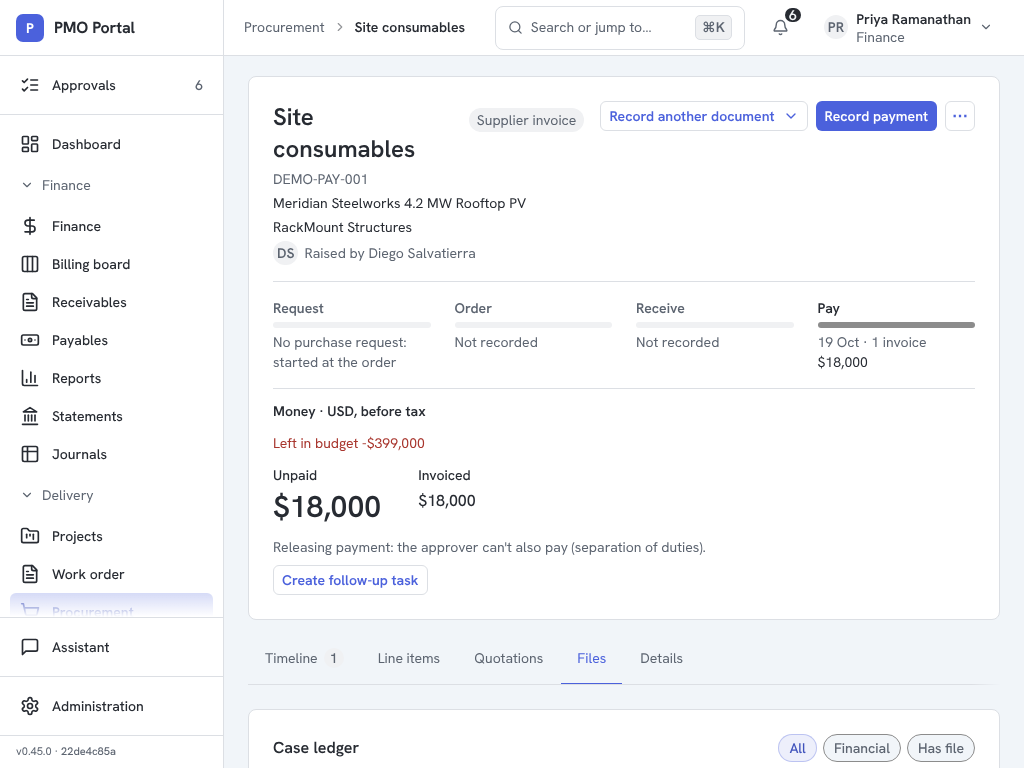 P PMO Portal
Procurement > Site consumables
Search or jump to... ⌘K
6
PR Priya Ramanathan
Finance
Approvals 6
Dashboard
Finance
Finance
Billing board
Receivables
Payables
Reports
Statements
Journals
Delivery
Projects
Work order
Procurement
Assistant
Administration
v0.45.0 · 22de4c85a
Site consumables
Supplier invoice
Record another document
Record payment
DEMO-PAY-001
Meridian Steelworks 4.2 MW Rooftop PV
RackMount Structures
DS Raised by Diego Salvatierra
Request
No purchase request:
started at the order
Order
Not recorded
Receive
Not recorded
Pay
19 Oct · 1 invoice
$18,000
Money · USD, before tax
Left in budget -$399,000
Unpaid
$18,000
Invoiced
$18,000
Releasing payment: the approver can't also pay (separation of duties).
Create follow-up task
Timeline 1 Line items Quotations Files Details
Case ledger
All Financial Has file